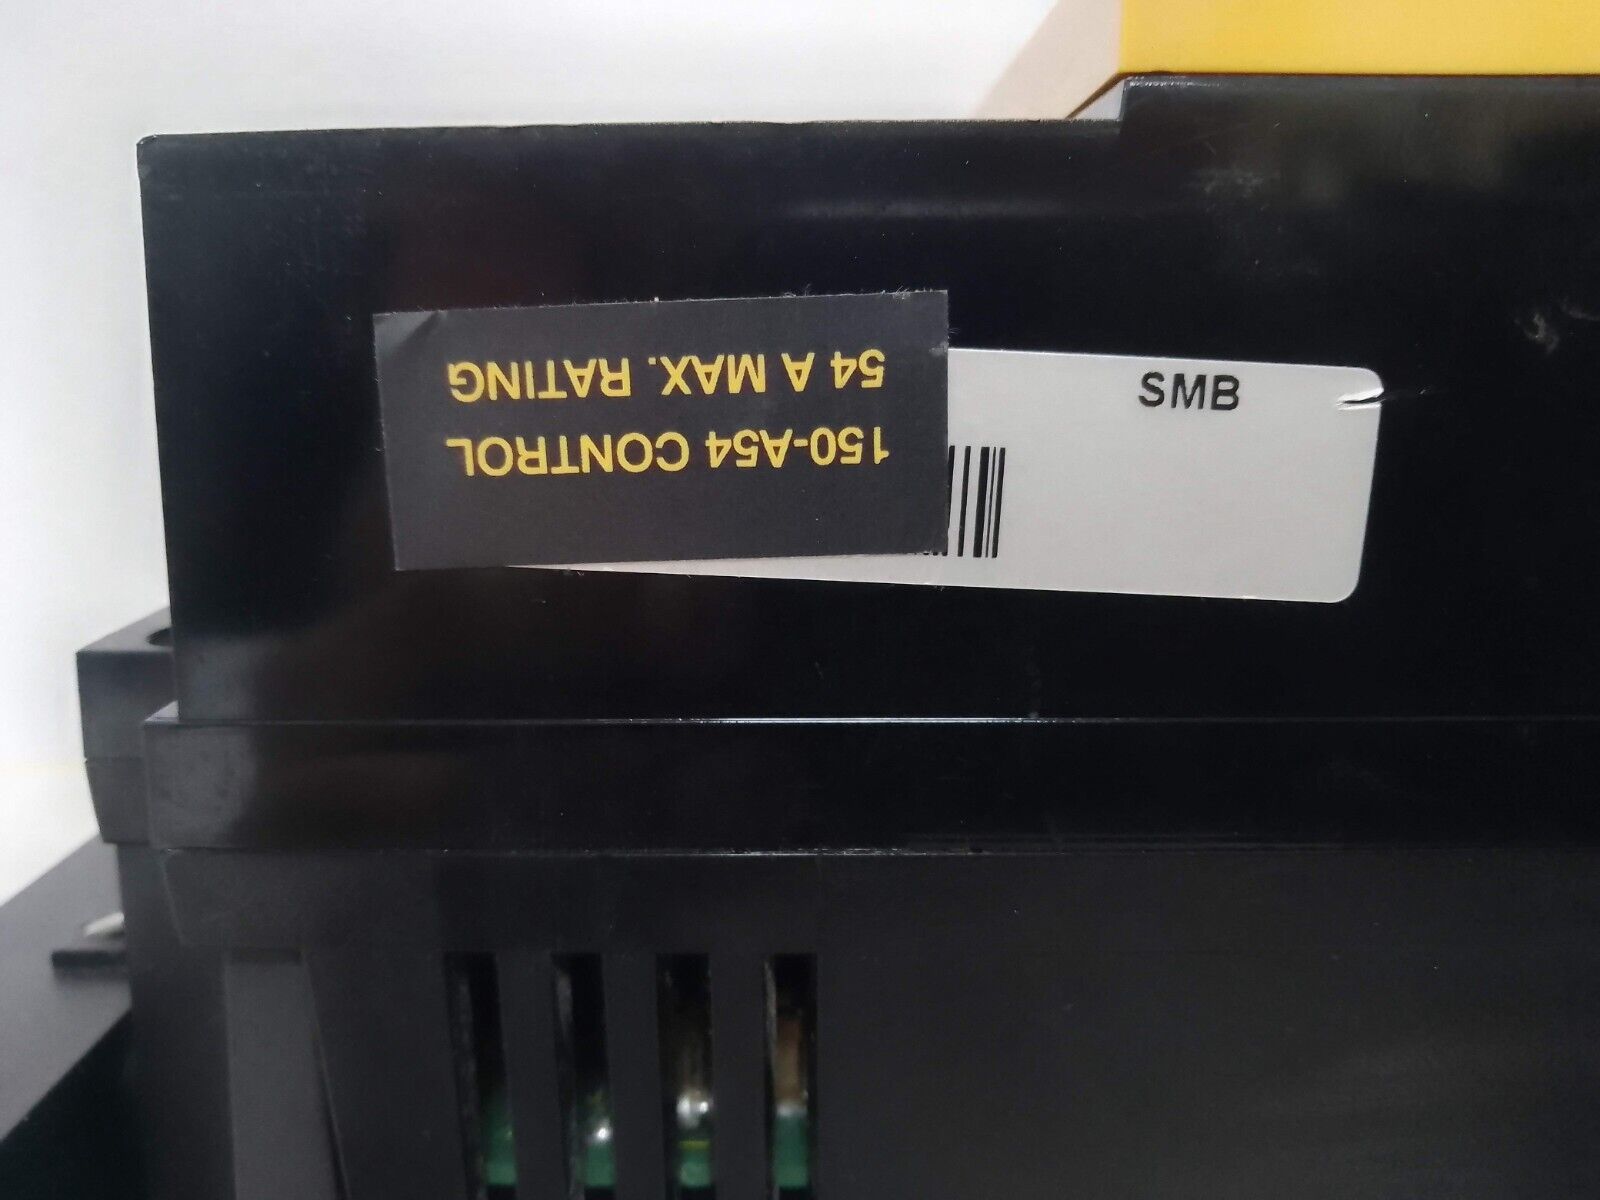 150-A54 CONTROL
54 A MAX. RATING
SMB